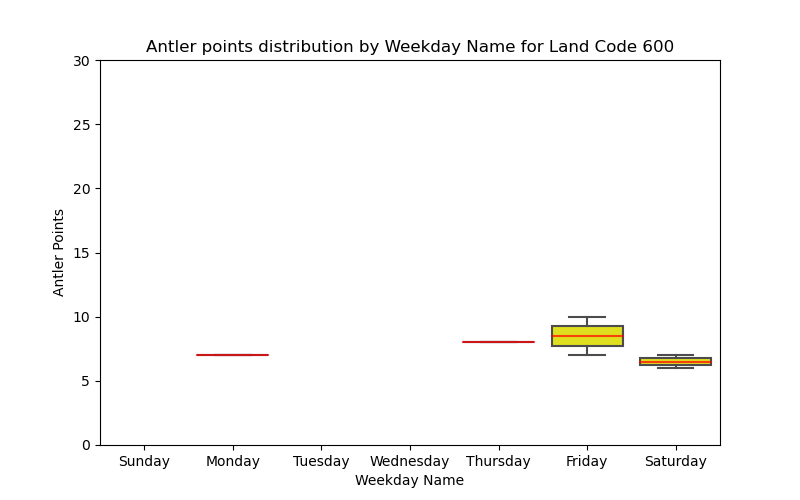 Antler points distribution by Weekday Name for Land Code 600
30
25
20
15
10
5
0
Antler Points
Sunday Monday Tuesday Wednesday Thursday Friday Saturday
Weekday Name